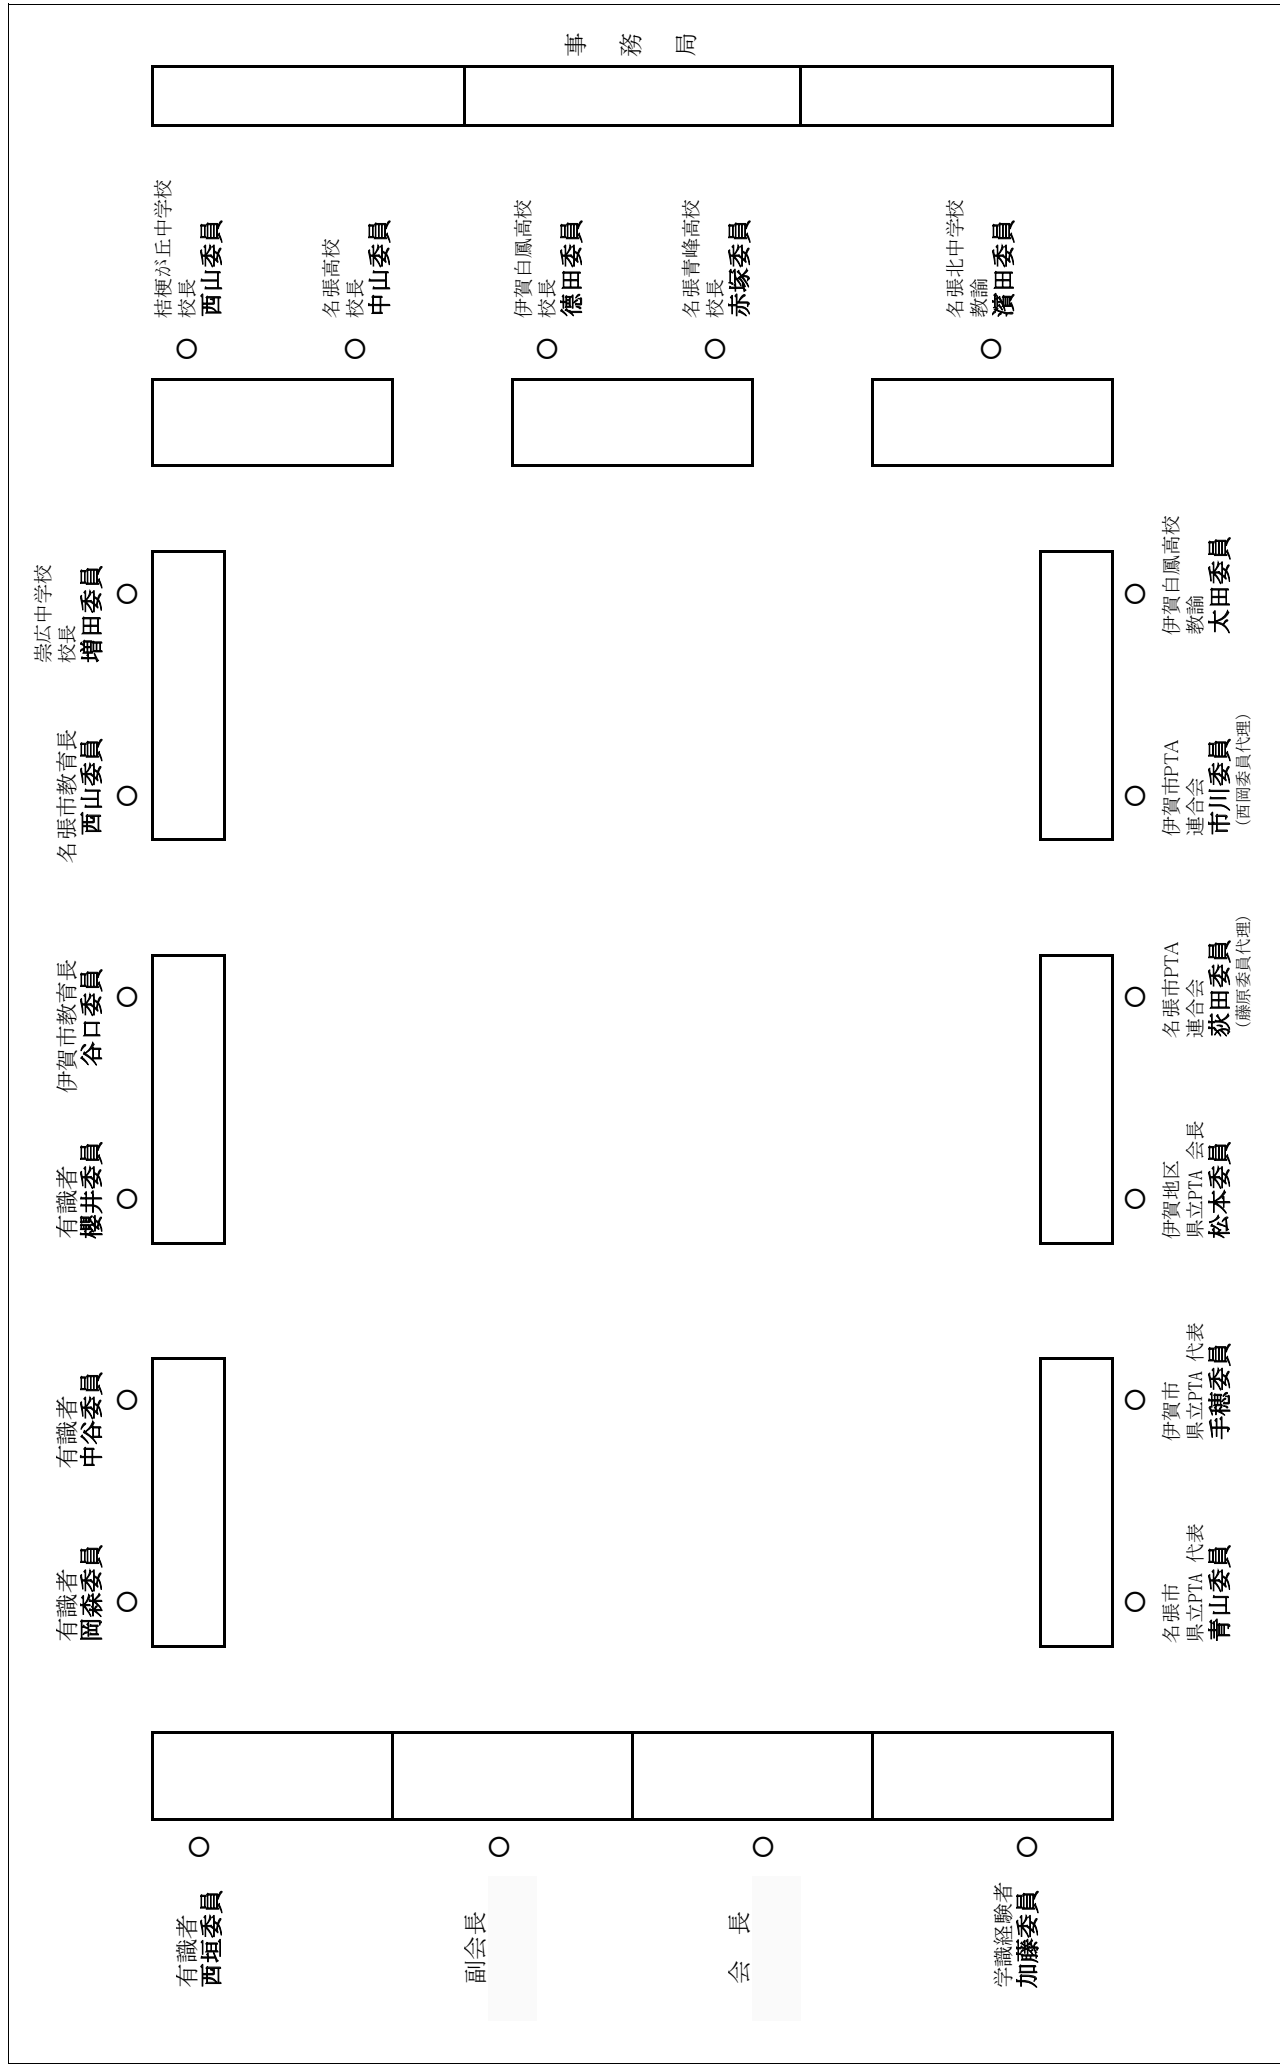 事　務　局
桔梗が丘中学校
校長
西山委員
名張高校
校長
中山委員
伊賀白鳳高校
校長
德田委員
名張青峰高校
校長
赤塚委員
名張北中学校
教諭
濱田委員
崇広中学校
校長
増田委員
名張市教育長
西山委員
伊賀市教育長
谷口委員
有識者
櫻井委員
有識者
中谷委員
有識者
岡森委員
伊賀白鳳高校
教諭
太田委員
伊賀市PTA
連合会
市川委員
（西岡委員代理）
名張市PTA
連合会
荻田委員
（藤原委員代理）
伊賀地区
県立PTA 会長
松本委員
伊賀市
県立PTA 代表
手穂委員
名張市
県立PTA 代表
青山委員
有識者
西垣委員
副会長
会　長
学識経験者
加藤委員